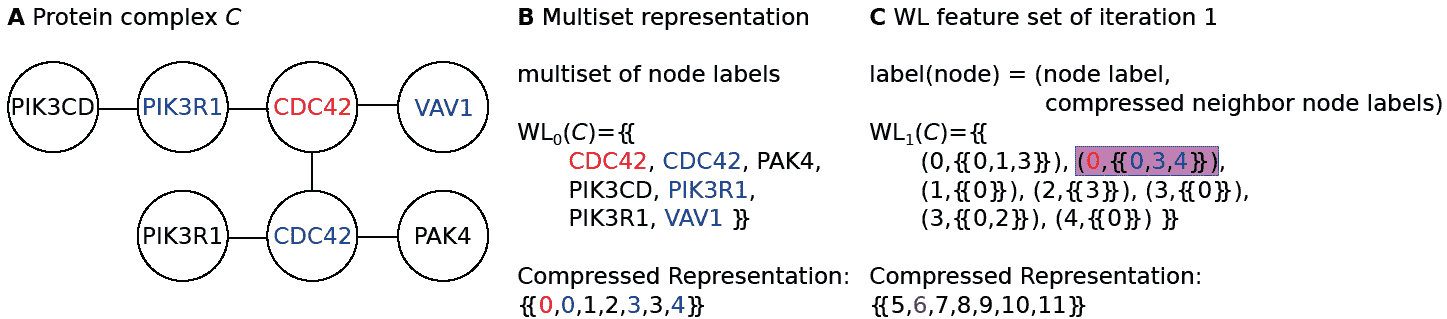 A Protein complex C
PIK3CD
PIK3R1
CDC42
VAV1
PIK3R1
CDC42
PAK4
B Multiset representation
multiset of node labels
WL₀(C)={{
CDC42, CDC42, PAK4,
PIK3CD, PIK3R1,
PIK3R1, VAV1 }}
Compressed Representation:
{{0,0,1,2,3,3,4}}
C WL feature set of iteration 1
label(node) = (node label,
compressed neighbor node labels)
WL₁(C)={{
(0,{{0,1,3}}), (0,{{0,3,4}}),
(1,{{0}}), (2,{{3}}), (3,{{0}}),
(3,{{0,2}}), (4,{{0}}) }}
Compressed Representation:
{{5,6,7,8,9,10,11}}